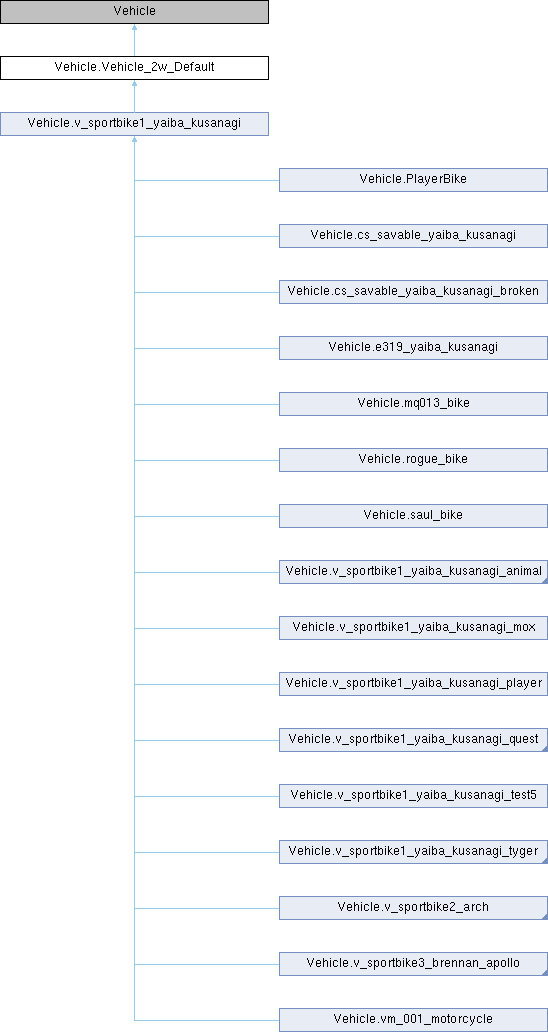 Vehicle
Vehicle.Vehicle_2w_Default
Vehicle.v_sportbike1_yaiba_kusanagi
Vehicle.PlayerBike
Vehicle.cs_savable_yaiba_kusanagi
Vehicle.cs_savable_yaiba_kusanagi_broken
Vehicle.e319_yaiba_kusanagi
Vehicle.mq013_bike
Vehicle.rogue_bike
Vehicle.saul_bike
Vehicle.v_sportbike1_yaiba_kusanagi_animal
Vehicle.v_sportbike1_yaiba_kusanagi_mox
Vehicle.v_sportbike1_yaiba_kusanagi_player
Vehicle.v_sportbike1_yaiba_kusanagi_quest
Vehicle.v_sportbike1_yaiba_kusanagi_test5
Vehicle.v_sportbike1_yaiba_kusanagi_tyger
Vehicle.v_sportbike2_arch
Vehicle.v_sportbike3_brennan_apollo
Vehicle.vm_001_motorcycle